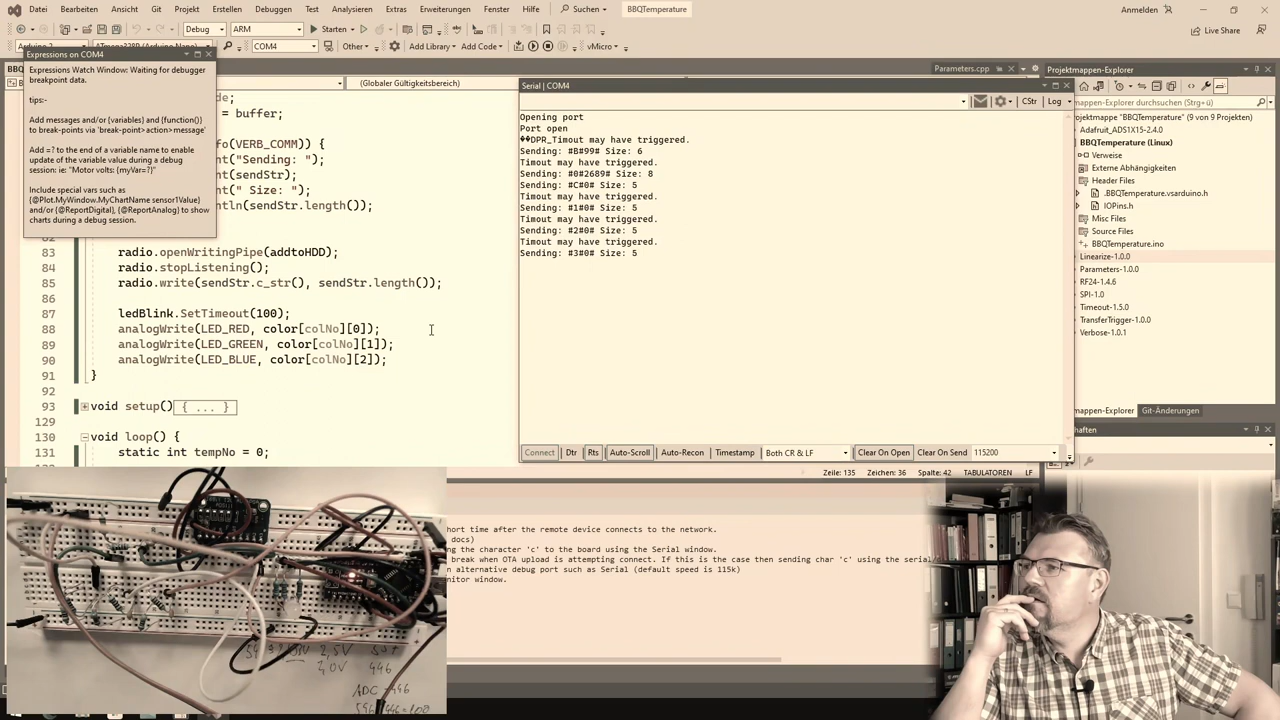 Datei Bearbeiten Ansicht Git Projekt Erstellen Debuggen Test Analysieren Extras Erweiterungen Fenster Hilfe Suchen BBQTemperature Anmelden
Debug ARM Starten Live Share
COM4 Other Add Library Add Code vMicro
Expressions on COM4
Expressions Watch Window: Waiting for debugger
breakpoint data.
tips:-
Add messages and/or {variables} and {function()}
to break-points via 'break-point>action>message'
Add =? to the end of a variable name to enable
update of the variable value during a debug
session: ie: "Motor volts: {myVar=?}"
Include special vars such as
{@Plot.MyWindow.MyChartName sensor1Value}
and/or {@ReportDigital}, {@ReportAnalog} to show
charts during a debug session.
(Globaler Gültigkeitsbereich)
de;
= buffer;
fo(VERB_COMM)) {
nt("Sending: ");
nt(sendStr);
nt(" Size: ");
ntln(sendStr.length());
82
83 radio.openWritingPipe(addtoHDD);
84 radio.stopListening();
85 radio.write(sendStr.c_str(), sendStr.length());
86
87 ledBlink.SetTimeout(100);
88 analogWrite(LED_RED, color[colNo][0]);
89 analogWrite(LED_GREEN, color[colNo][1]);
90 analogWrite(LED_BLUE, color[colNo][2]);
91 }
92
93 void setup() { ... }
129
130 void loop() {
131 static int tempNo = 0;
Parameters.cpp
Serial | COM4
CStr Log
Opening port
Port open
��DPR_Timout may have triggered.
Sending: #B#99# Size: 6
Timout may have triggered.
Sending: #0#2689# Size: 8
Sending: #C#0# Size: 5
Timout may have triggered.
Sending: #1#0# Size: 5
Timout may have triggered.
Sending: #2#0# Size: 5
Timout may have triggered.
Sending: #3#0# Size: 5
Connect Dtr Rts Auto-Scroll Auto-Recon Timestamp Both CR & LF Clear On Open Clear On Send 115200
Zeile: 135 Zeichen: 36 Spalte: 42 TABULATOREN LF
Projektmappen-Explorer
mappen-Explorer durchsuchen (Strg+ü)
Projektmappe "BBQTemperature" (9 von 9 Projekten)
Adafruit_ADS1X15-2.4.0
BBQTemperature (Linux)
Verweise
Externe Abhängigkeiten
Header Files
.BBQTemperature.vsarduino.h
IOPins.h
Misc Files
Source Files
BBQTemperature.ino
Linearize-1.0.0
Parameters-1.0.0
RF24-1.4.6
SPI-1.0
Timeout-1.5.0
TransferTrigger-1.0.0
Verbose-1.0.1
mappen-Explorer Git-Änderungen
haften
hort time after the remote device connects to the network.
docs)
ng the character 'c' to the board using the Serial window.
break when OTA upload is attempting connect. If this is the case then sending char 'c' using the serial/
n alternative debug port such as Serial (default speed is 115k)
nitor window.
2,5V
2,0V 446